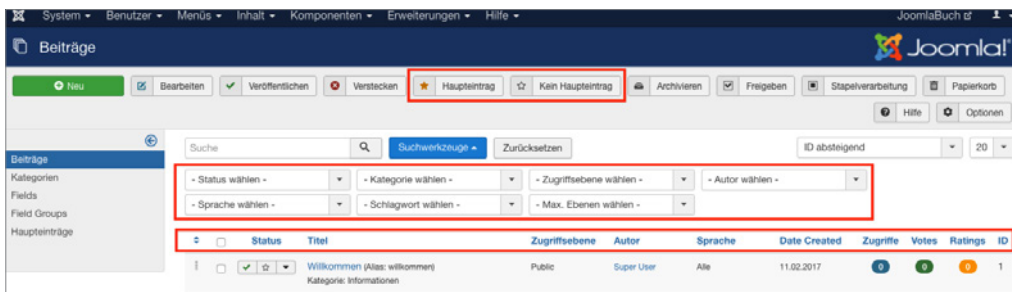 System Benutzer Menüs Inhalt Komponenten Erweiterungen Hilfe JoomlaBuch
Beiträge Joomla!
Neu Bearbeiten Veröffentlichen Verstecken Haupteintrag Kein Haupteintrag Archivieren Freigeben Stapelverarbeitung Papierkorb
Hilfe Optionen
Suche Suchwerkzeuge Zurücksetzen ID absteigend 20
Beiträge
Kategorien
Fields
Field Groups
Haupteinträge
- Status wählen - - Kategorie wählen - - Zugriffsebene wählen - - Autor wählen -
- Sprache wählen - - Schlagwort wählen - - Max. Ebenen wählen -
Status Titel Zugriffsebene Autor Sprache Date Created Zugriffe Votes Ratings ID
Willkommen (Alias: willkommen) Public Super User Alle 11.02.2017 0 0 0 1
Kategorie: Informationen